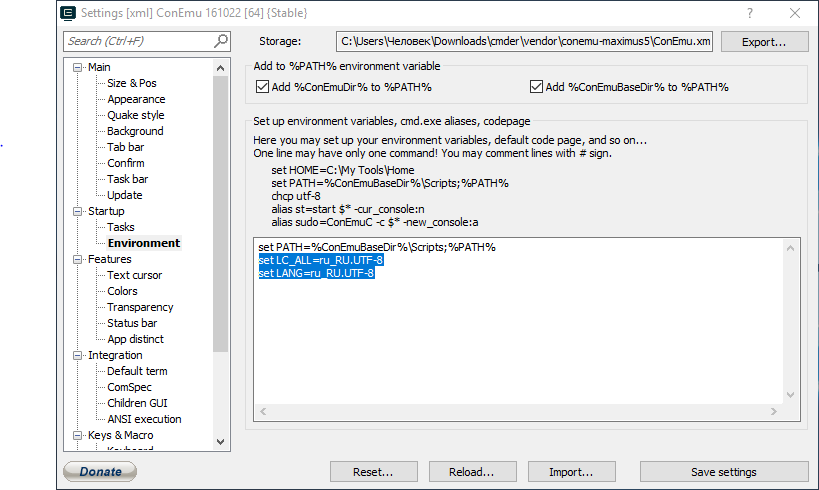 Settings [xml] ConEmu 161022 [64] {Stable}
?
Search (Ctrl+F)
Storage:
C:\Users\Человек\Downloads\cmder\vendor\conemu-maximus5\ConEmu.xm
Export...
Main
Size & Pos
Appearance
Quake style
Background
Tab bar
Confirm
Task bar
Update
Startup
Tasks
Environment
Features
Text cursor
Colors
Transparency
Status bar
App distinct
Integration
Default term
ComSpec
Children GUI
ANSI execution
Keys & Macro
Add to %PATH% environment variable
Add %ConEmuDir% to %PATH%
Add %ConEmuBaseDir% to %PATH%
Set up environment variables, cmd.exe aliases, codepage
Here you may set up your environment variables, default code page, and so on...
One line may have only one command! You may comment lines with # sign.
set HOME=C:\My Tools\Home
set PATH=%ConEmuBaseDir%\Scripts;%PATH%
chcp utf-8
alias st=start $* -cur_console:n
alias sudo=ConEmuC -c $* -new_console:a
set PATH=%ConEmuBaseDir%\Scripts;%PATH%
set LC_ALL=ru_RU.UTF-8
set LANG=ru_RU.UTF-8
Donate
Reset...
Reload...
Import...
Save settings